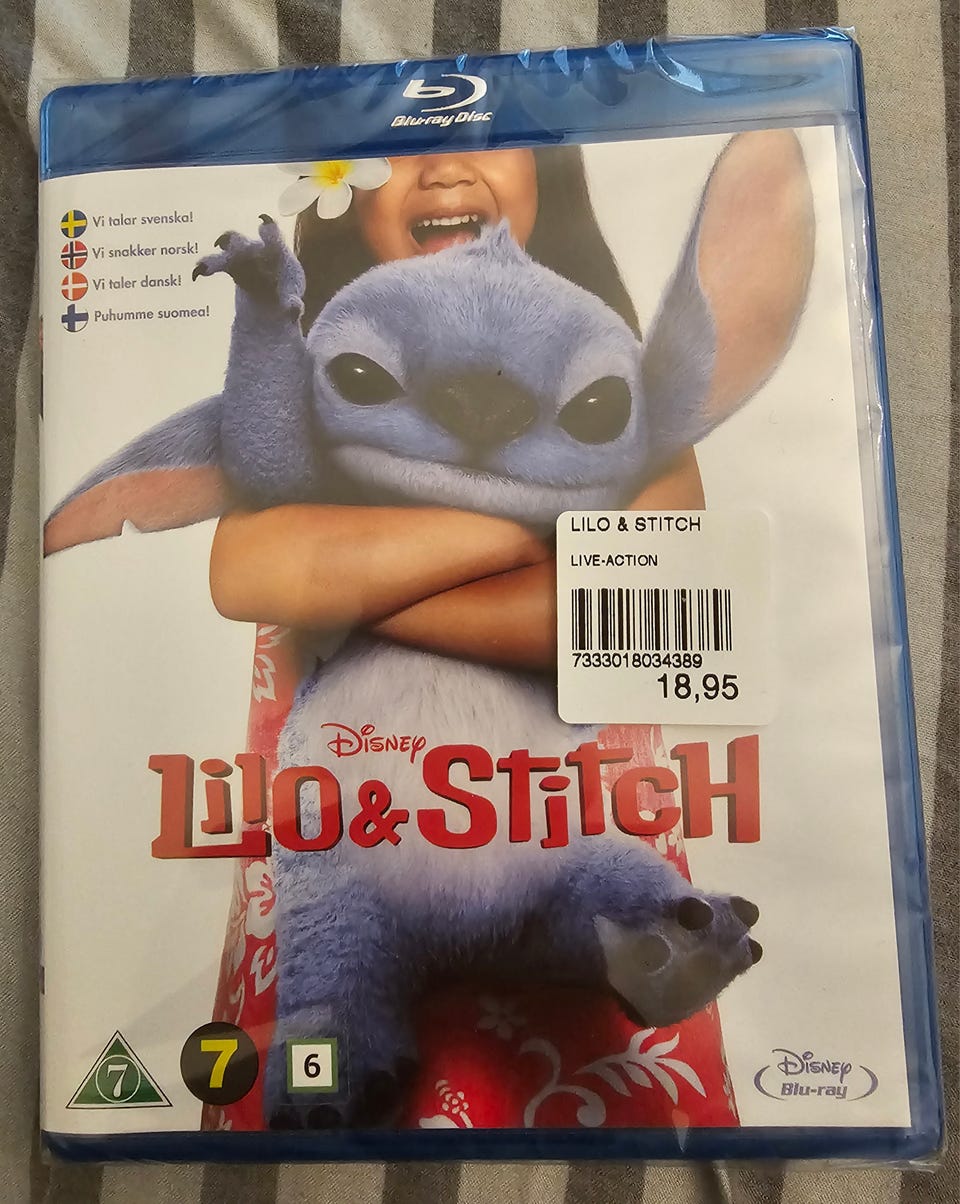 Blu-ray Disc
Vi talar svenska!
Vi snakker norsk!
Vi taler dansk!
Puhumme suomea!
LILO & STITCH
LIVE-ACTION
7333018034389
18,95
DISNEY
LILO & STITCH
7
7
6
DISNEY
Blu-ray